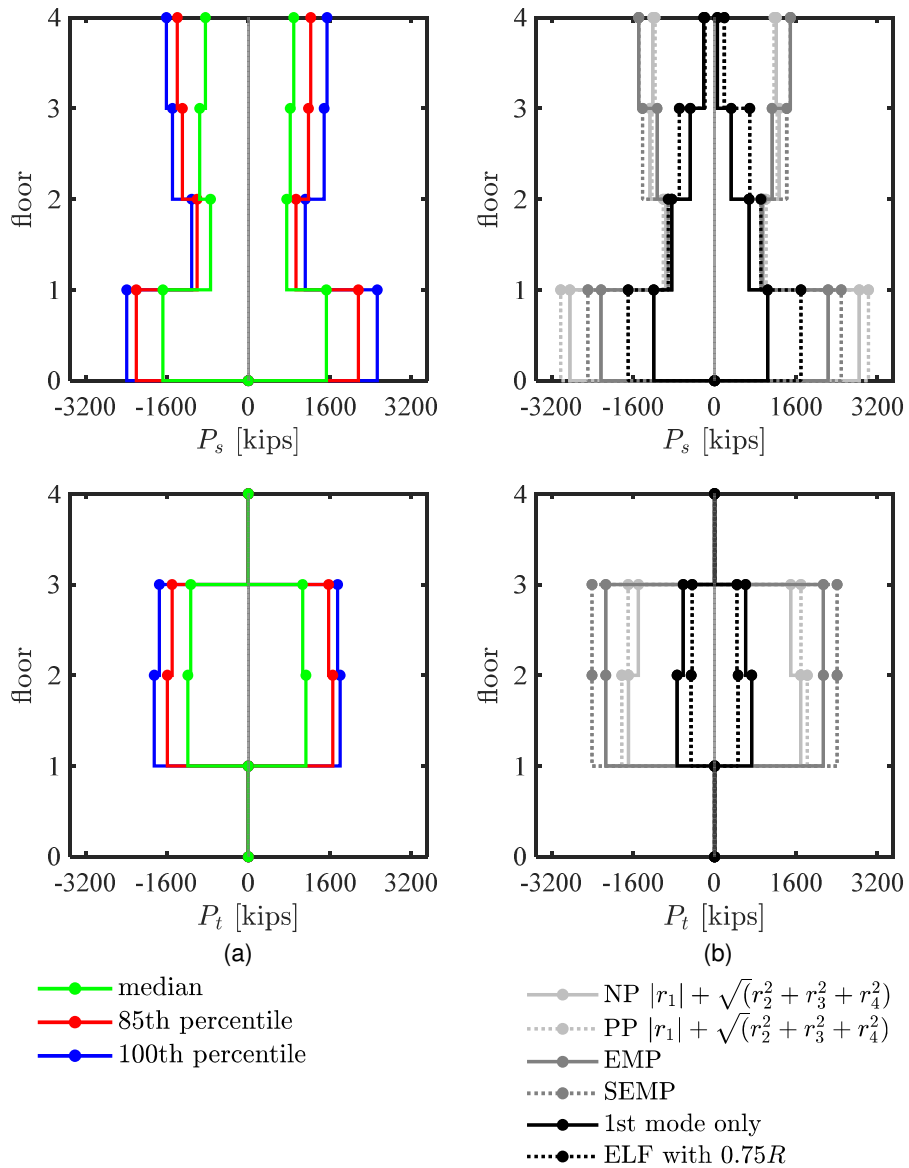 4
3
2
1
0
floor
-3200 -1600 0 1600 3200
P_s [kips]
4
3
2
1
0
floor
-3200 -1600 0 1600 3200
P_s [kips]
4
3
2
1
0
floor
-3200 -1600 0 1600 3200
P_t [kips]
(a)
4
3
2
1
0
floor
-3200 -1600 0 1600 3200
P_t [kips]
(b)
median
85th percentile
100th percentile
NP |r_1| + √(r_2^2 + r_3^2 + r_4^2)
PP |r_1| + √(r_2^2 + r_3^2 + r_4^2)
EMP
SEMP
1st mode only
ELF with 0.75R